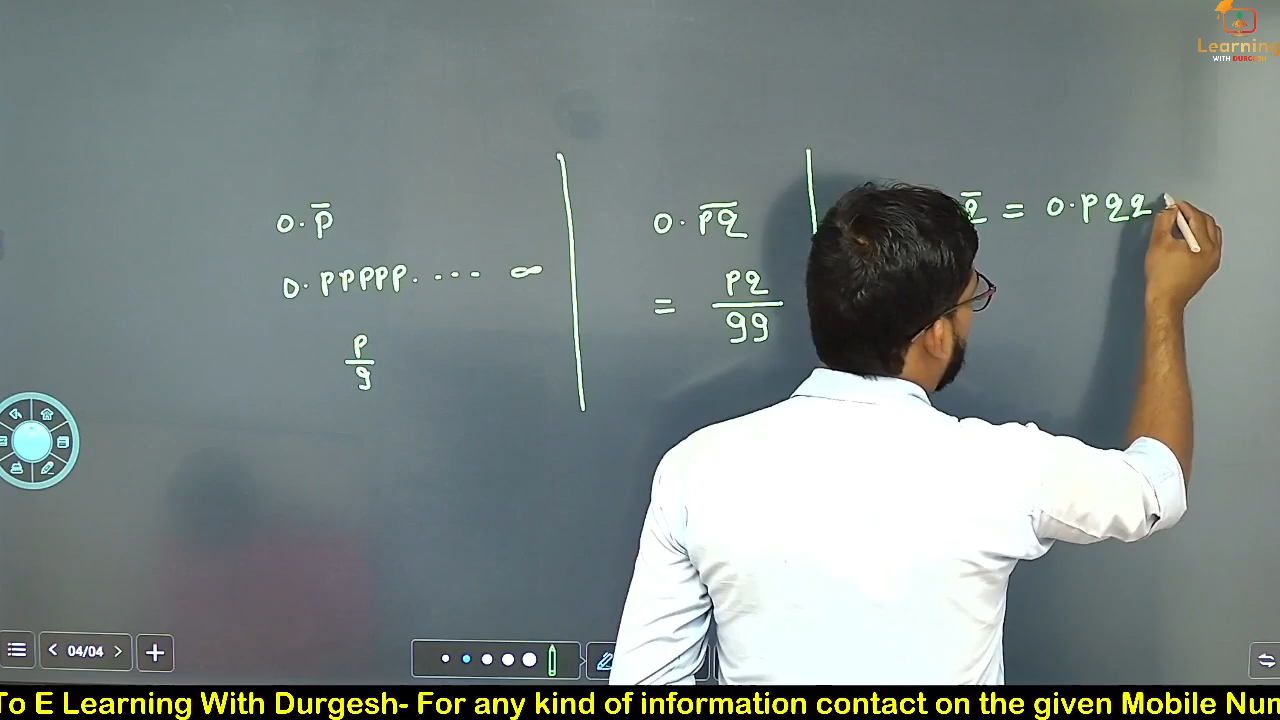 Learning
WITH DURGESH
0.p̅
0.ppppp.... ∞
p
9
0.p̅q̅
= pq
99
q̅ = 0.pqq
04/04
To E Learning With Durgesh- For any kind of information contact on the given Mobile Num